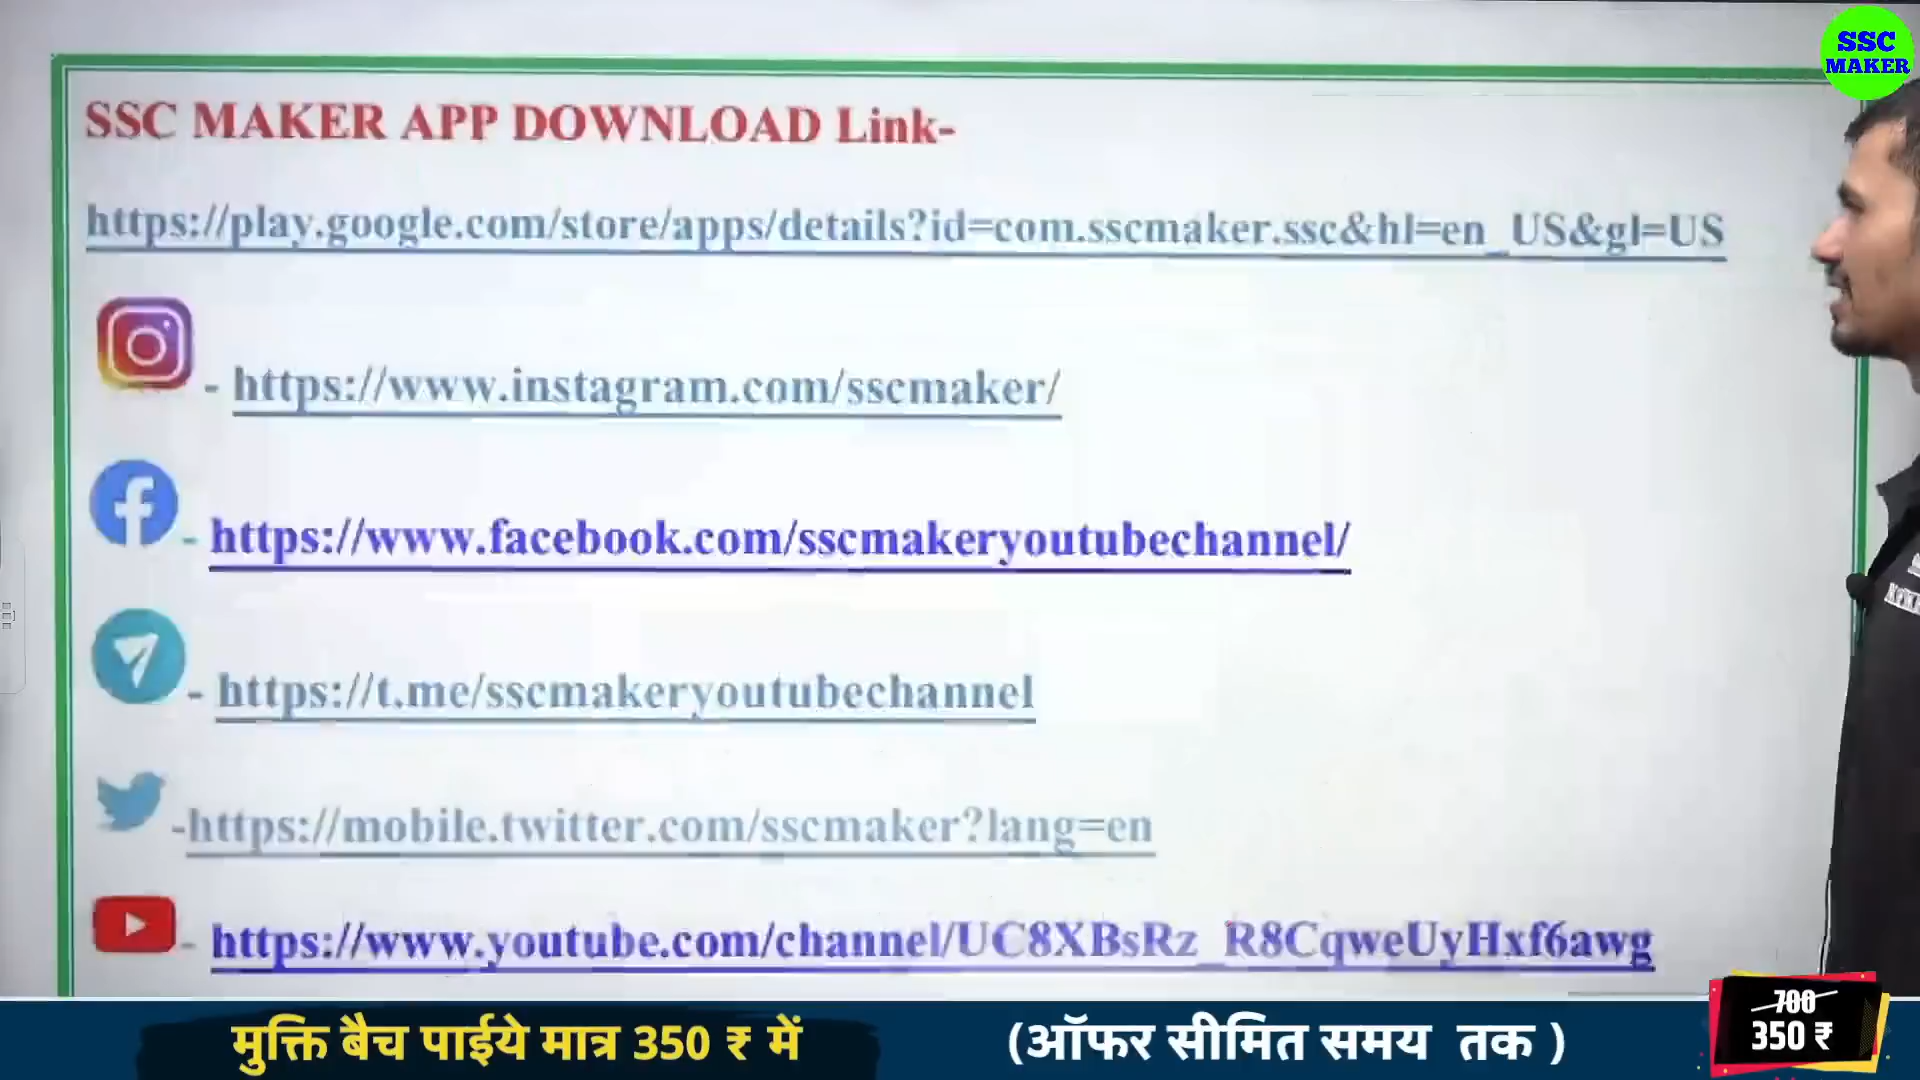 SSC
MAKER
SSC MAKER APP DOWNLOAD Link-
https://play.google.com/store/apps/details?id=com.sscmaker.ssc&hl=en_US&gl=US
- https://www.instagram.com/sscmaker/
- https://www.facebook.com/sscmakeryoutubechannel/
- https://t.me/sscmakeryoutubechannel
-https://mobile.twitter.com/sscmaker?lang=en
- https://www.youtube.com/channel/UC8XBsRz_R8CqweUyHxf6awg
मुक्ति बैच पाईये मात्र 350 ₹ में
(ऑफर सीमित समय तक )
700
350 ₹